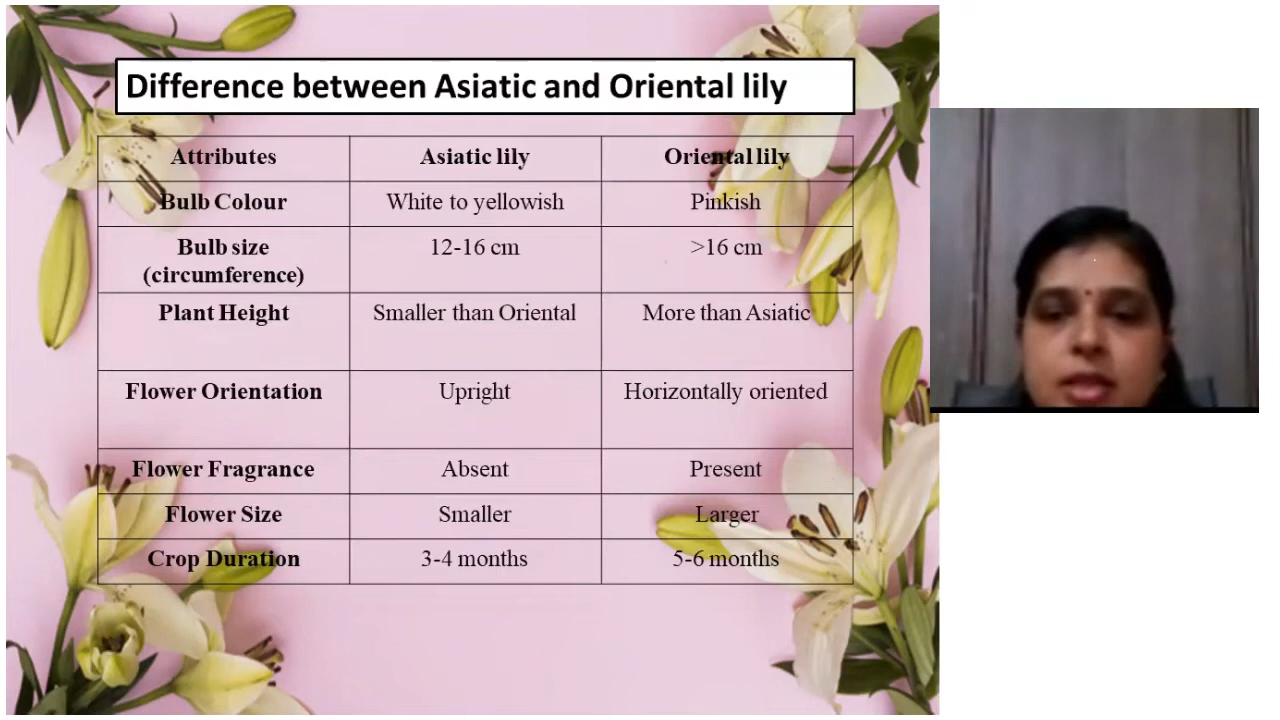 Difference between Asiatic and Oriental lily
Attributes Asiatic lily Oriental lily
Bulb Colour White to yellowish Pinkish
Bulb size 12-16 cm >16 cm
(circumference)
Plant Height Smaller than Oriental More than Asiatic
Flower Orientation Upright Horizontally oriented
Flower Fragrance Absent Present
Flower Size Smaller Larger
Crop Duration 3-4 months 5-6 months